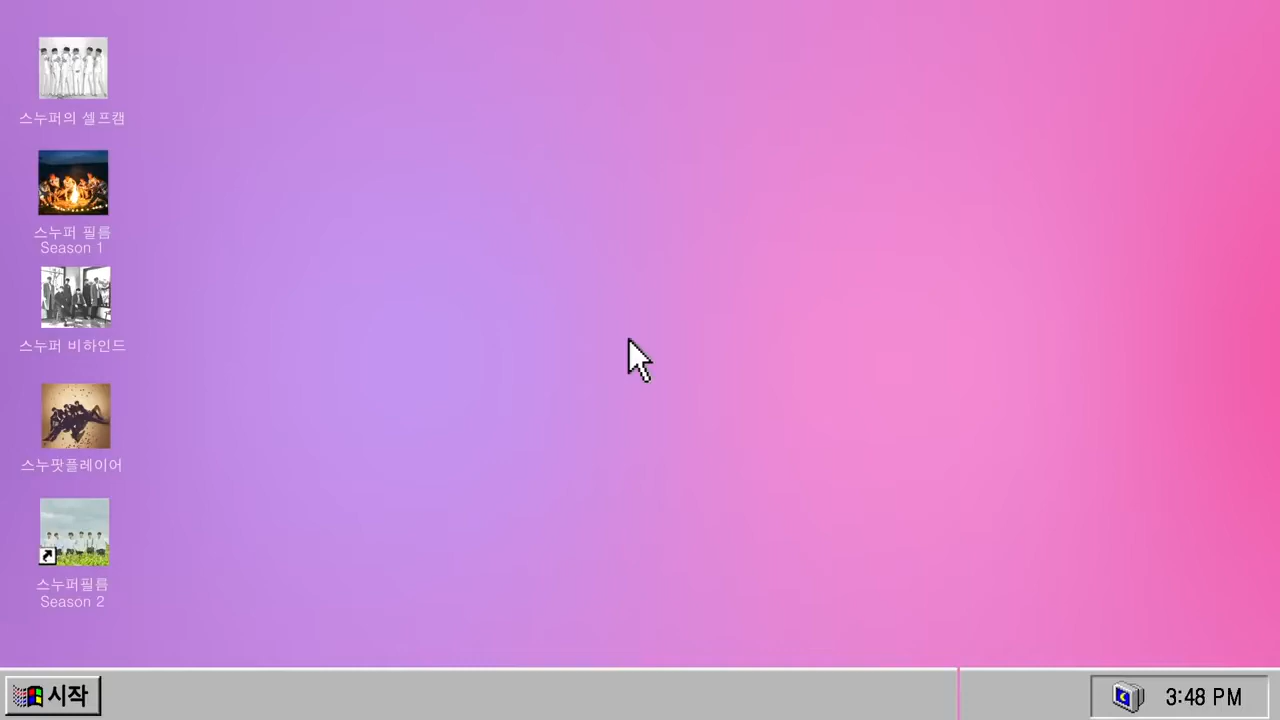 스누퍼의 셀프캠
스누퍼 필름
Season 1
스누퍼 비하인드
스누팟플레이어
스누퍼필름
Season 2
시작
3:48 PM